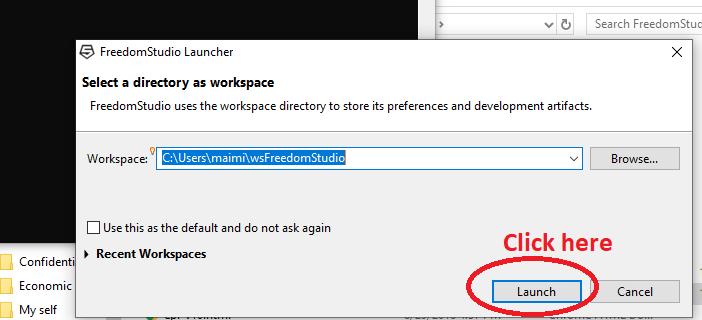 Search FreedomStu
FreedomStudio Launcher
Select a directory as workspace
FreedomStudio uses the workspace directory to store its preferences and development artifacts.
Workspace: C:\Users\maimi\wsFreedomStudio Browse...
Use this as the default and do not ask again
Click here
Recent Workspaces
Confidenti
Economic
Launch Cancel
My self